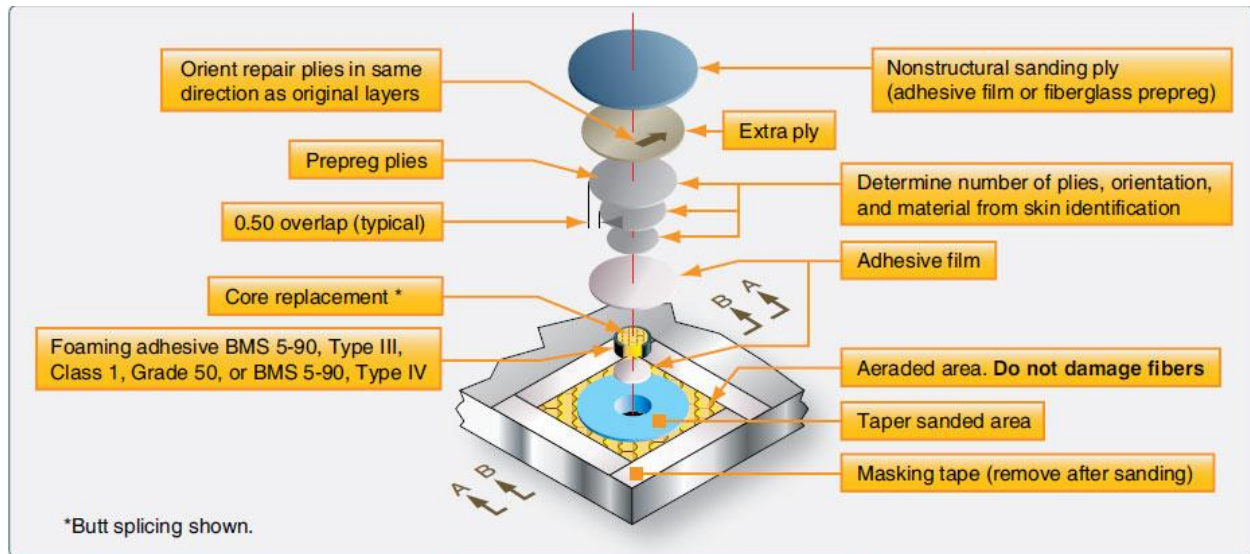 Orient repair plies in same
direction as original layers
Nonstructural sanding ply
(adhesive film or fiberglass prepreg)
Extra ply
Prepreg plies
Determine number of plies, orientation,
and material from skin identification
0.50 overlap (typical)
Adhesive film
Core replacement *
B A
Foaming adhesive BMS 5-90, Type III,
Class 1, Grade 50, or BMS 5-90, Type IV
Aeraded area. Do not damage fibers
Taper sanded area
Masking tape (remove after sanding)
A B
*Butt splicing shown.